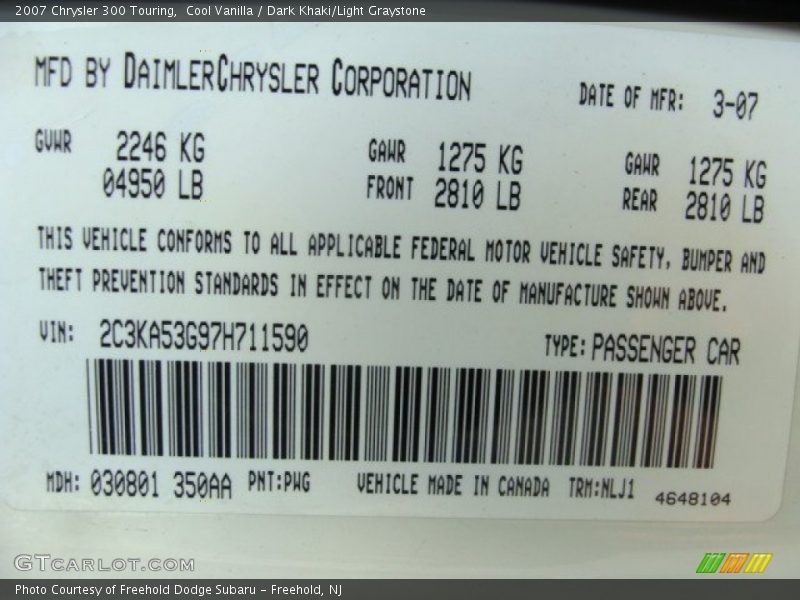 2007 Chrysler 300 Touring,  Cool Vanilla / Dark Khaki/Light Graystone
MFD BY DAIMLERCHRYSLER CORPORATION
DATE OF MFR: 3-07
GVWR 2246 KG
04950 LB
GAWR 1275 KG
FRONT 2810 LB
GAWR 1275 KG
REAR 2810 LB
THIS VEHICLE CONFORMS TO ALL APPLICABLE FEDERAL MOTOR VEHICLE SAFETY, BUMPER AND
THEFT PREVENTION STANDARDS IN EFFECT ON THE DATE OF MANUFACTURE SHOWN ABOVE.
VIN: 2C3KA53G97H711590
TYPE: PASSENGER CAR
MDH: 030801 350AA PNT:PWG VEHICLE MADE IN CANADA TRM:NLJ1 4648104
GTCARLOT.COM
Photo Courtesy of Freehold Dodge Subaru - Freehold, NJ